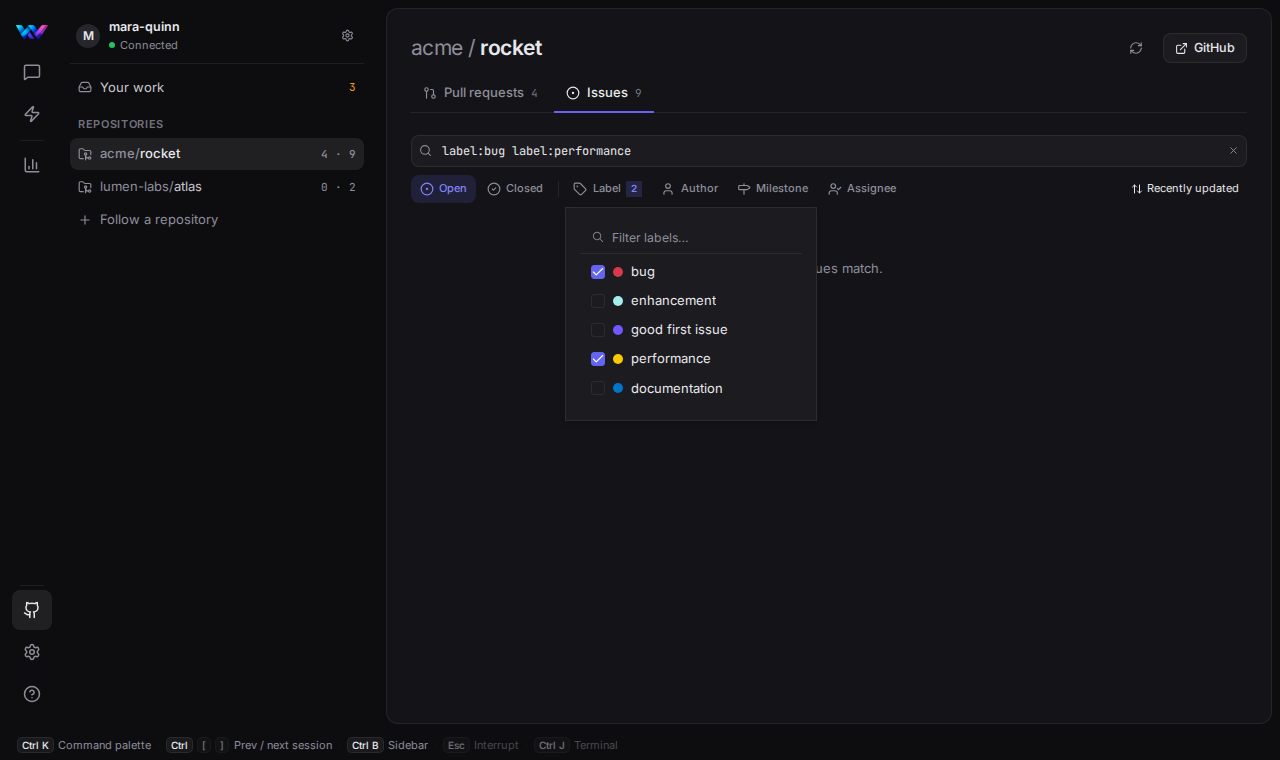 M
mara-quinn
Connected
Your work 3
REPOSITORIES
acme/rocket 4 · 9
lumen-labs/atlas 0 · 2
Follow a repository
acme / rocket
GitHub
Pull requests 4 Issues 9
label:bug label:performance
Open Closed Label 2 Author Milestone Assignee Recently updated
Filter labels...
bug
enhancement
good first issue
performance
documentation
match.
Ctrl K Command palette Ctrl [ ] Prev / next session Ctrl B Sidebar Esc Interrupt Ctrl J Terminal